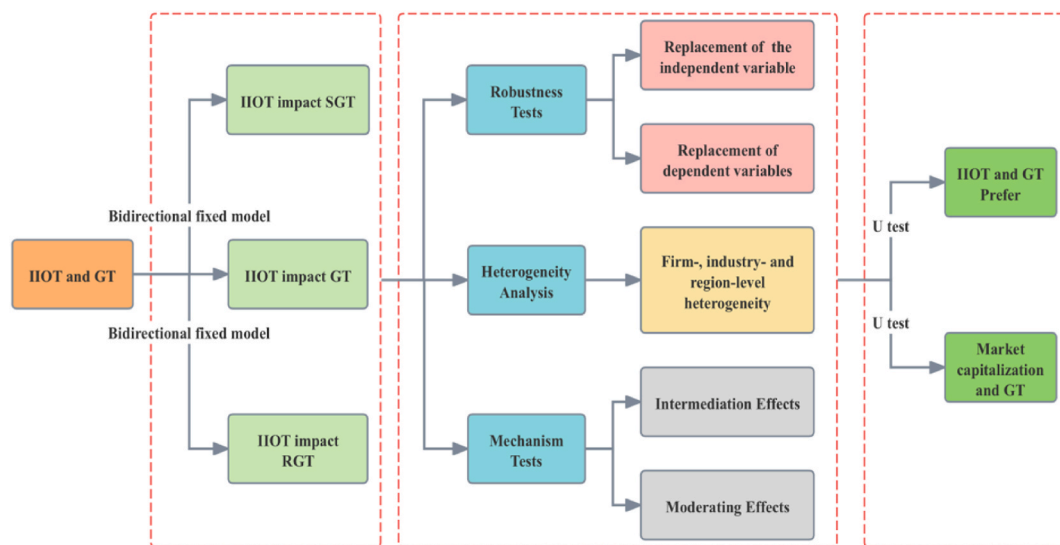 IIOT and GT
Bidirectional fixed model
Bidirectional fixed model
IIOT impact SGT
IIOT impact GT
IIOT impact
RGT
Robustness
Tests
Heterogeneity
Analysis
Mechanism
Tests
Replacement of the
independent variable
Replacement of
dependent variables
Firm-, industry- and
region-level
heterogeneity
Intermediation Effects
Moderating Effects
U test
U test
IIOT and GT
Prefer
Market
capitalization
and GT